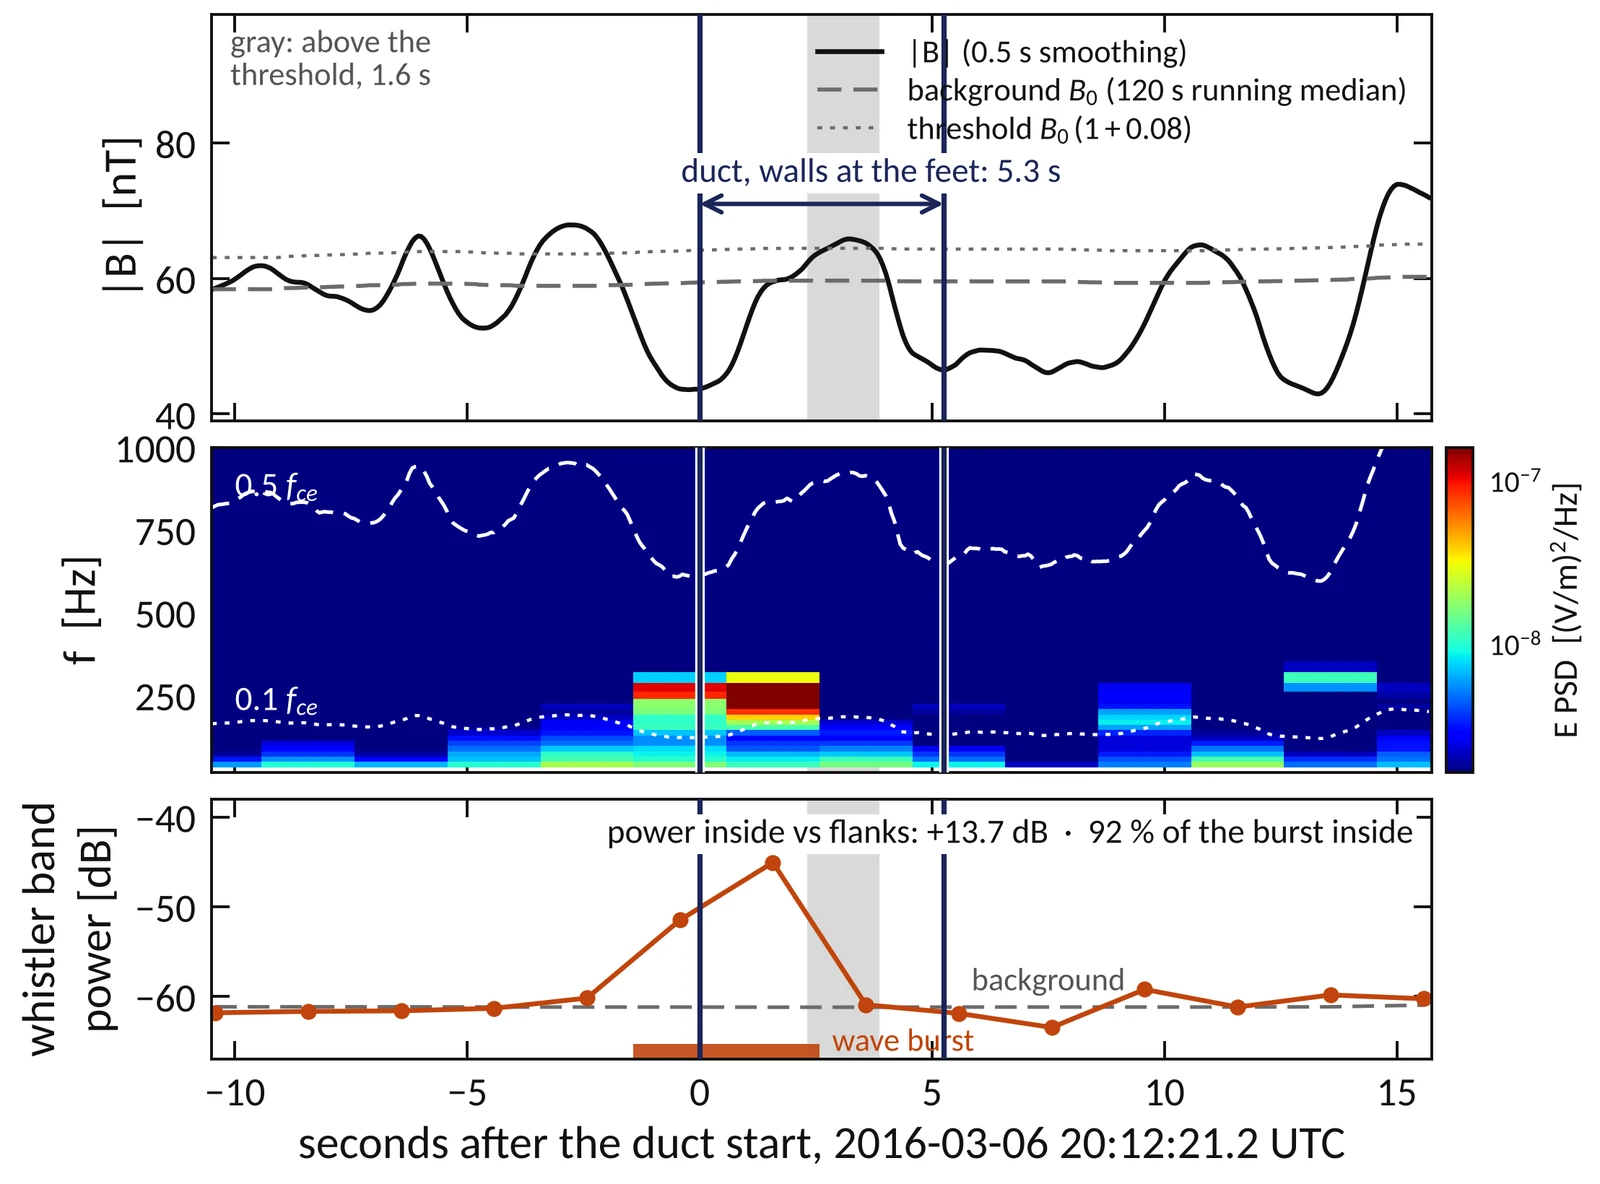 gray: above the
threshold, 1.6 s
|B| (0.5 s smoothing)
background B₀ (120 s running median)
threshold B₀ (1 + 0.08)
duct, walls at the feet: 5.3 s
|B| [nT]
80
60
40
1000
750
500
250
f [Hz]
0.5 f_ce
0.1 f_ce
10⁻⁷
10⁻⁸
E PSD [(V/m)²/Hz]
−40
−50
−60
whistler band
power [dB]
power inside vs flanks: +13.7 dB · 92 % of the burst inside
background
wave burst
−10 −5 0 5 10 15
seconds after the duct start, 2016-03-06 20:12:21.2 UTC